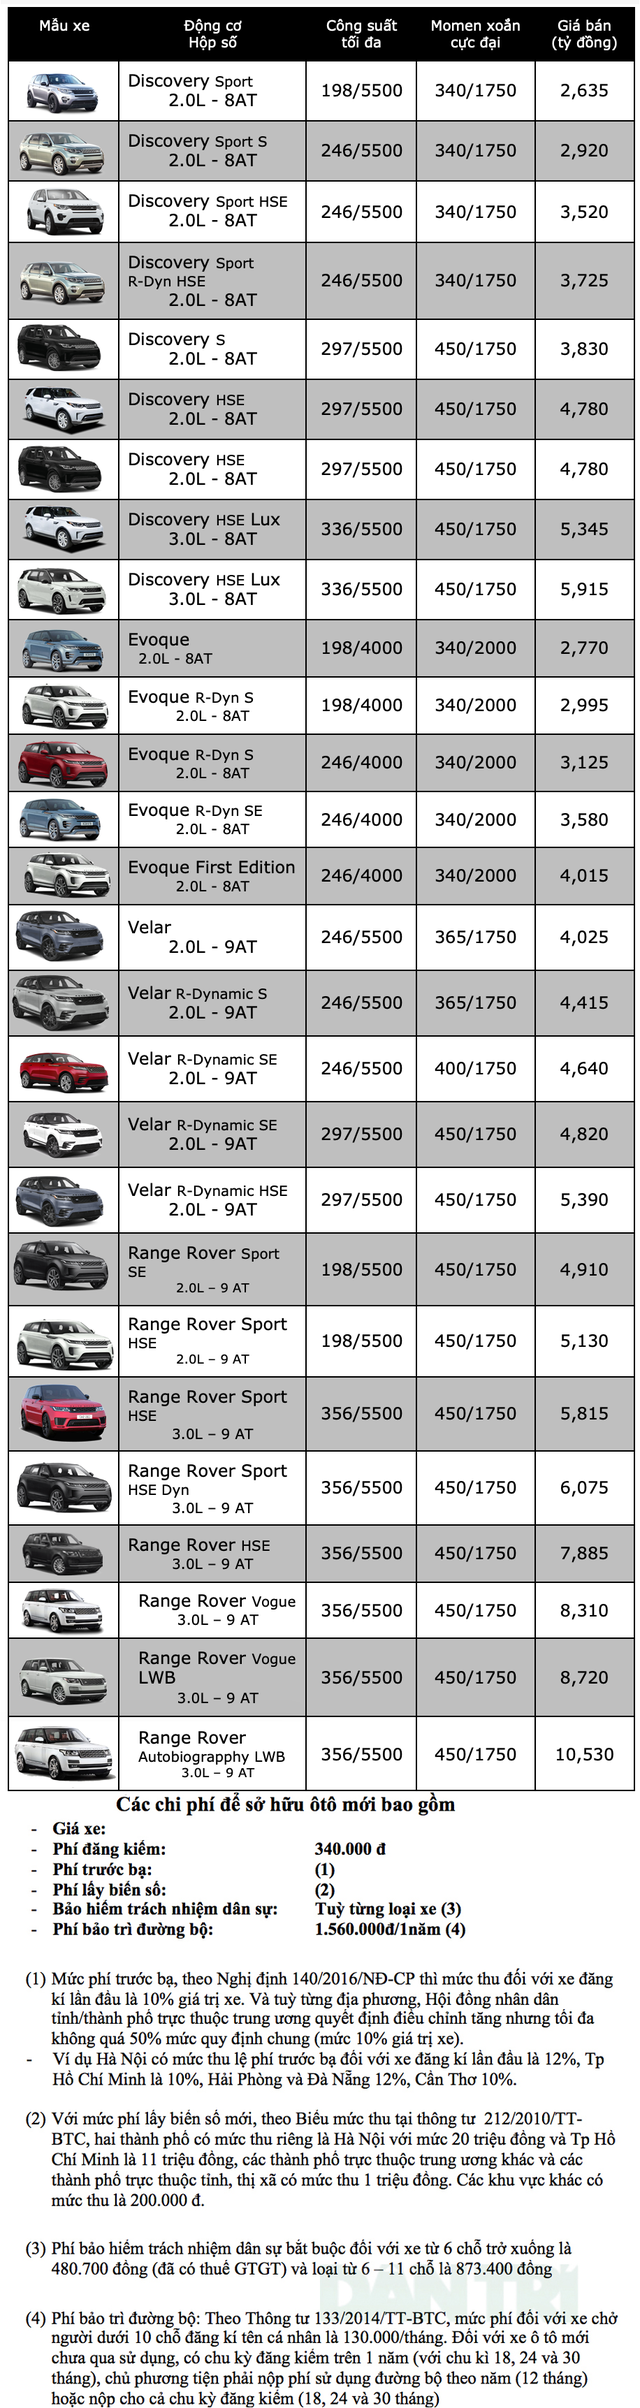 Mẫu xe Động cơ Công suất Momen xoắn Giá bán
Hộp số tối đa cực đại (tỷ đồng)
Discovery Sport
2.0L - 8AT 198/5500 340/1750 2,635
Discovery Sport S
2.0L - 8AT 246/5500 340/1750 2,920
Discovery Sport HSE
2.0L - 8AT 246/5500 340/1750 3,520
Discovery Sport
R-Dyn HSE 246/5500 340/1750 3,725
2.0L - 8AT
Discovery S
2.0L - 8AT 297/5500 450/1750 3,830
Discovery HSE
2.0L - 8AT 297/5500 450/1750 4,780
Discovery HSE
2.0L - 8AT 297/5500 450/1750 4,780
Discovery HSE Lux
3.0L - 8AT 336/5500 450/1750 5,345
Discovery HSE Lux
3.0L - 8AT 336/5500 450/1750 5,915
Evoque
2.0L - 8AT 198/4000 340/2000 2,770
Evoque R-Dyn S
2.0L - 8AT 198/4000 340/2000 2,995
Evoque R-Dyn S
2.0L - 8AT 246/4000 340/2000 3,125
Evoque R-Dyn SE
2.0L - 8AT 246/4000 340/2000 3,580
Evoque First Edition
2.0L - 8AT 246/4000 340/2000 4,015
Velar
2.0L - 9AT 246/5500 365/1750 4,025
Velar R-Dynamic S
2.0L - 9AT 246/5500 365/1750 4,415
Velar R-Dynamic SE
2.0L - 9AT 246/5500 400/1750 4,640
Velar R-Dynamic SE
2.0L - 9AT 297/5500 450/1750 4,820
Velar R-Dynamic HSE
2.0L - 9AT 297/5500 450/1750 5,390
Range Rover Sport
SE 198/5500 450/1750 4,910
2.0L – 9 AT
Range Rover Sport
HSE 198/5500 450/1750 5,130
2.0L – 9 AT
Range Rover Sport
HSE 356/5500 450/1750 5,815
3.0L – 9 AT
Range Rover Sport
HSE Dyn 356/5500 450/1750 6,075
3.0L – 9 AT
Range Rover HSE
3.0L – 9 AT 356/5500 450/1750 7,885
Range Rover Vogue
3.0L – 9 AT 356/5500 450/1750 8,310
Range Rover Vogue
LWB 356/5500 450/1750 8,720
3.0L – 9 AT
Range Rover
Autobiograpphy LWB 356/5500 450/1750 10,530
3.0L – 9 AT
Các chi phí để sở hữu ôtô mới bao gồm
- Giá xe:
- Phí đăng kiểm: 340.000 đ
- Phí trước bạ: (1)
- Phí lấy biển số: (2)
- Bảo hiểm trách nhiệm dân sự: Tuỳ từng loại xe (3)
- Phí bảo trì đường bộ: 1.560.000đ/1năm (4)
(1) Mức phí trước bạ, theo Nghị định 140/2016/NĐ-CP thì mức thu đối với xe đăng
kí lần đầu là 10% giá trị xe. Và tuỳ từng địa phương, Hội đồng nhân dân
tỉnh/thành phố trực thuộc trung ương quyết định điều chỉnh tăng nhưng tối đa
không quá 50% mức quy định chung (mức 10% giá trị xe).
- Ví dụ Hà Nội có mức thu lệ phí trước bạ đối với xe đăng kí lần đầu là 12%, Tp
Hồ Chí Minh là 10%, Hải Phòng và Đà Nẵng 12%, Cần Thơ 10%.
(2) Với mức phí lấy biển số mới, theo Biểu mức thu tại thông tư 212/2010/TT-
BTC, hai thành phố có mức thu riêng là Hà Nội với mức 20 triệu đồng và Tp Hồ
Chí Minh là 11 triệu đồng, các thành phố trực thuộc trung ương khác và các
thành phố trực thuộc tỉnh, thị xã có mức thu 1 triệu đồng. Các khu vực khác có
mức thu là 200.000 đ.
(3) Phí bảo hiểm trách nhiệm dân sự bắt buộc đối với xe từ 6 chỗ trở xuống là
480.700 đồng (đã có thuế GTGT) và loại từ 6 – 11 chỗ là 873.400 đồng
DÂN TRÍ
(4) Phí bảo trì đường bộ: Theo Thông tư 133/2014/TT-BTC, mức phí đối với xe chở
người dưới 10 chỗ đăng kí tên cá nhân là 130.000/tháng. Đối với xe ô tô mới
chưa qua sử dụng, có chu kỳ đăng kiểm trên 1 năm (với chu kì 18, 24 và 30
tháng), chủ phương tiện phải nộp phí sử dụng đường bộ theo năm (12 tháng)
hoặc nộp cho cả chu kỳ đăng kiểm (18, 24 và 30 tháng)